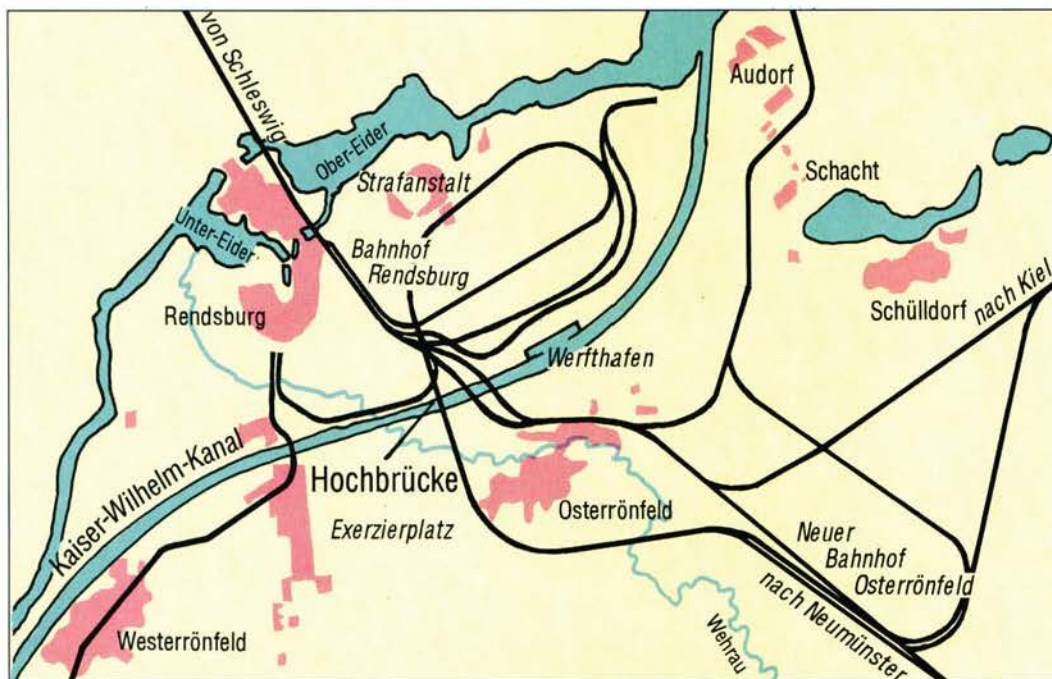 von Schleswig
Audorf
Ober-Eider
Strafanstalt
Schacht
Unter-Eider
Bahnhof
Rendsburg
Rendsburg
Schülldorf
nach Kiel
Werfthafen
Kaiser-Wilhelm-Kanal
Hochbrücke
Exerzierplatz
Osterrönfeld
Neuer
Bahnhof
Osterrönfeld
nach Neumünster
Westerrönfeld
Wehrau